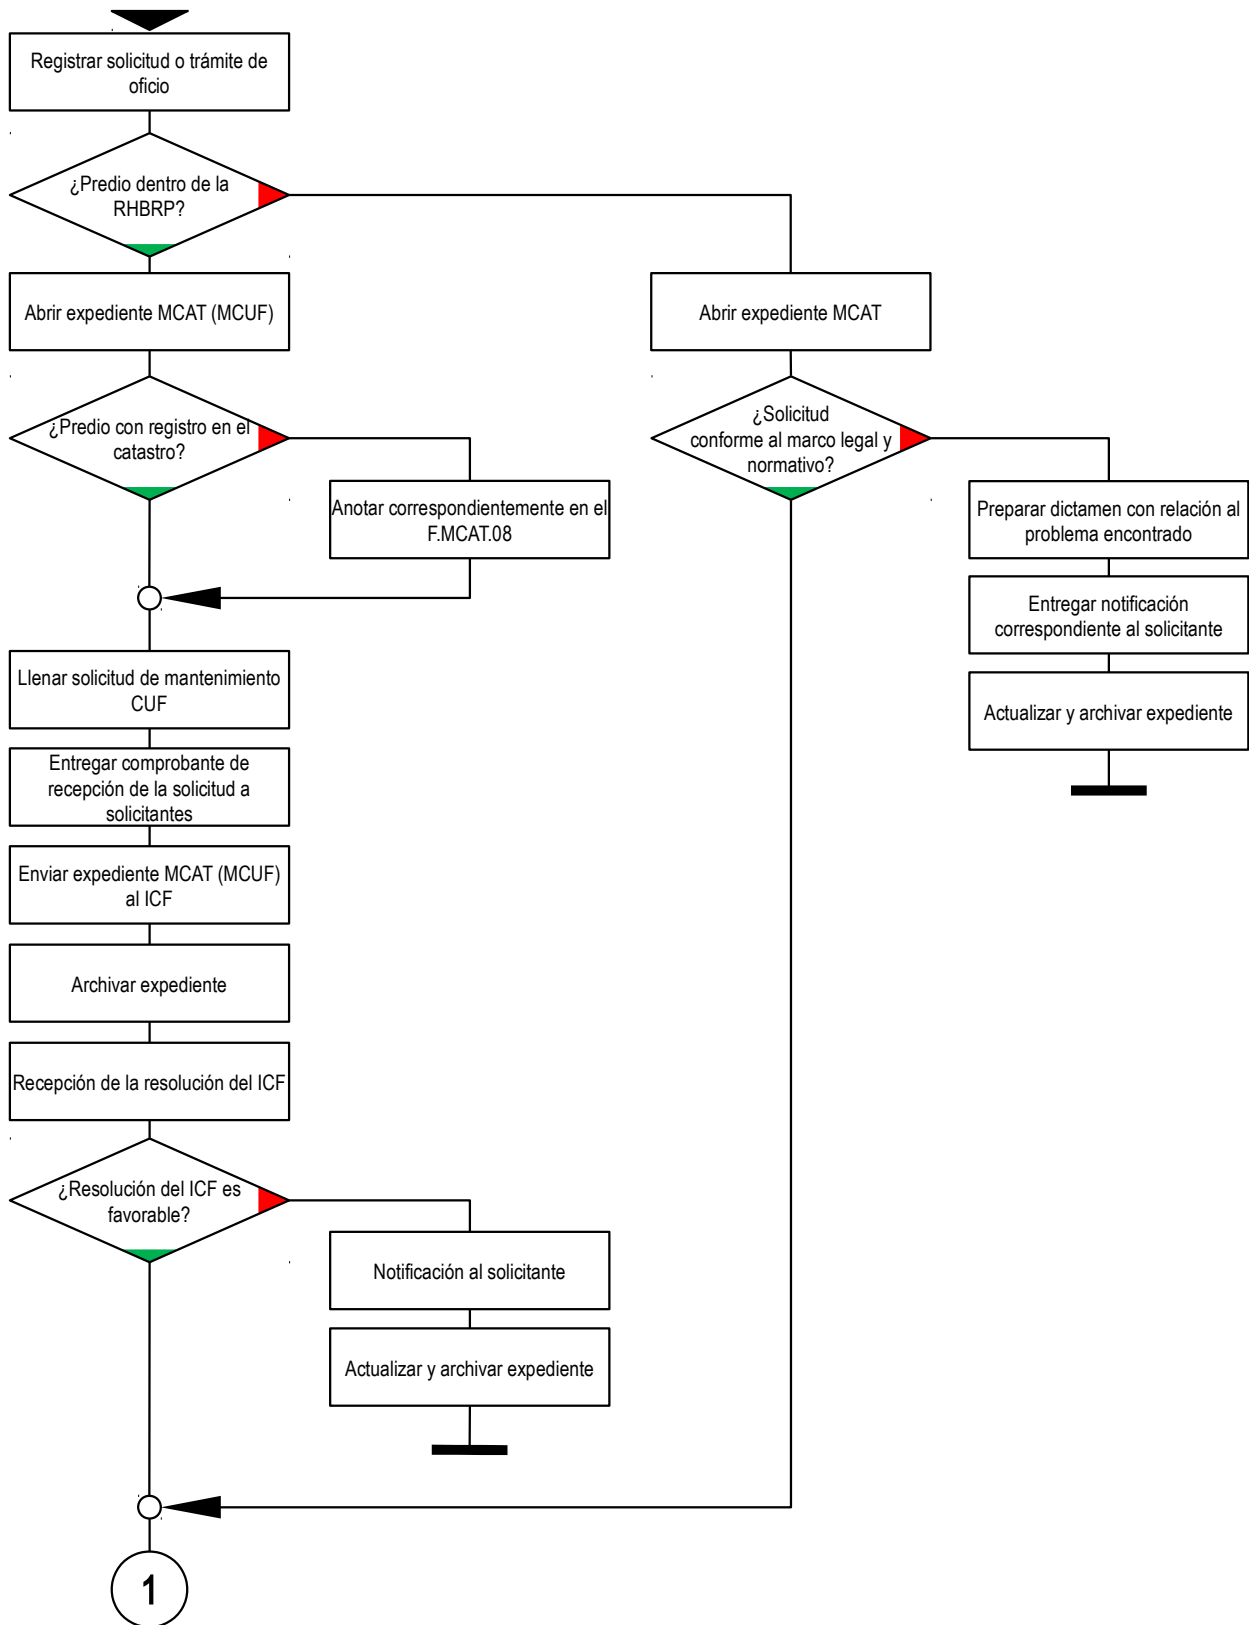 Registrar solicitud o trámite de
oficio
¿Predio dentro de la
RHBRP?
Abrir expediente MCAT (MCUF)
Abrir expediente MCAT
¿Predio con registro en el
catastro?
¿Solicitud
conforme al marco legal y
normativo?
Anotar correspondientemente en el
F.MCAT.08
Preparar dictamen con relación al
problema encontrado
Entregar notificación
correspondiente al solicitante
Actualizar y archivar expediente
Llenar solicitud de mantenimiento
CUF
Entregar comprobante de
recepción de la solicitud a
solicitantes
Enviar expediente MCAT (MCUF)
al ICF
Archivar expediente
Recepción de la resolución del ICF
¿Resolución del ICF es
favorable?
Notificación al solicitante
Actualizar y archivar expediente
1